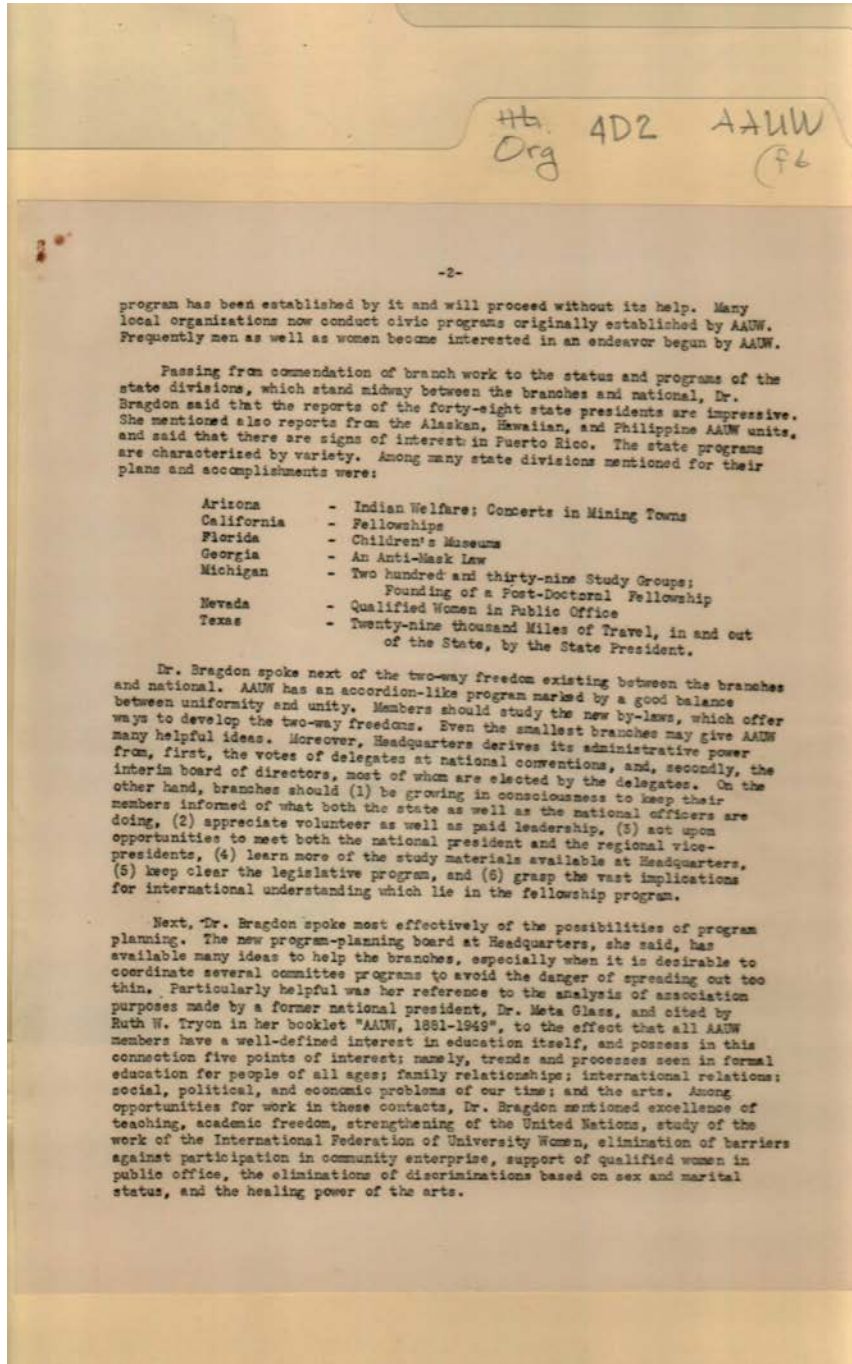 Hs. 4D2 AAUW
Org (f6
-2-
program has been established by it and will proceed without its help. Many
local organizations now conduct civic programs originally established by AAUW.
Frequently men as well as women become interested in an endeavor begun by AAUW.
Passing from commendation of branch work to the status and programs of the
state divisions, which stand midway between the branches and national, Dr.
Bragdon said that the reports of the forty-eight state presidents are impressive.
She mentioned also reports from the Alaskan, Hawaiian, and Philippine AAUW units,
and said that there are signs of interest in Puerto Rico. The state programs
are characterized by variety. Among many state divisions mentioned for their
plans and accomplishments were:
Arizona - Indian Welfare; Concerts in Mining Towns
California - Fellowships
Florida - Children's Museums
Georgia - An Anti-Mask Law
Michigan - Two hundred and thirty-nine Study Groups;
Founding of a Post-Doctoral Fellowship
Nevada - Qualified Women in Public Office
Texas - Twenty-nine thousand Miles of Travel, in and out
of the State, by the State President.
Dr. Bragdon spoke next of the two-way freedom existing between the branches
and national. AAUW has an accordion-like program marked by a good balance
between uniformity and unity. Members should study the new by-laws, which offer
ways to develop the two-way freedoms. Even the smallest branches may give AAUW
many helpful ideas. Moreover, Headquarters derives its administrative power
from, first, the votes of delegates at national conventions, and, secondly, the
interim board of directors, most of whom are elected by the delegates. On the
other hand, branches should (1) be growing in consciousness to keep their
members informed of what both the state as well as the national officers are
doing, (2) appreciate volunteer as well as paid leadership, (3) act upon
opportunities to meet both the national president and the regional vice-
presidents, (4) learn more of the study materials available at Headquarters,
(5) keep clear the legislative program, and (6) grasp the vast implications
for international understanding which lie in the fellowship program.
Next, Dr. Bragdon spoke most effectively of the possibilities of program
planning. The new program-planning board at Headquarters, she said, has
available many ideas to help the branches, especially when it is desirable to
coordinate several committee programs to avoid the danger of spreading out too
thin. Particularly helpful was her reference to the analysis of association
purposes made by a former national president, Dr. Meta Glass, and cited by
Ruth W. Tryon in her booklet "AAUW, 1881-1949", to the effect that all AAUW
members have a well-defined interest in education itself, and possess in this
connection five points of interest; namely, trends and processes seen in formal
education for people of all ages; family relationships; international relations;
social, political, and economic problems of our time; and the arts. Among
opportunities for work in these contacts, Dr. Bragdon mentioned excellence of
teaching, academic freedom, strengthening of the United Nations, study of the
work of the International Federation of University Women, elimination of barriers
against participation in community enterprise, support of qualified women in
public office, the eliminations of discriminations based on sex and marital
status, and the healing power of the arts.